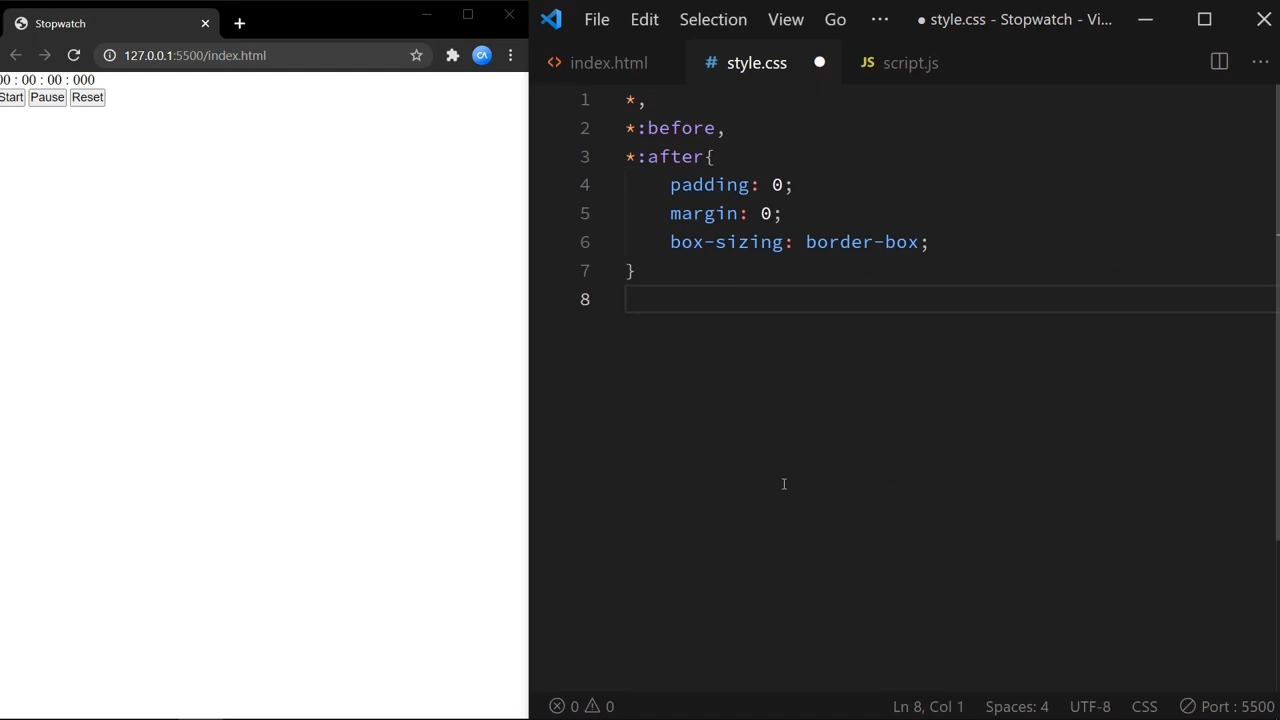 Stopwatch
127.0.0.1:5500/index.html
CA
00 : 00 : 00 : 000
Start Pause Reset
File Edit Selection View Go ··· ● style.css - Stopwatch - Vi...
<> index.html # style.css ● JS script.js ···
1 *,
2 *:before,
3 *:after{
4 padding: 0;
5 margin: 0;
6 box-sizing: border-box;
7 }
8
0 0 Ln 8, Col 1 Spaces: 4 UTF-8 CSS Port : 5500